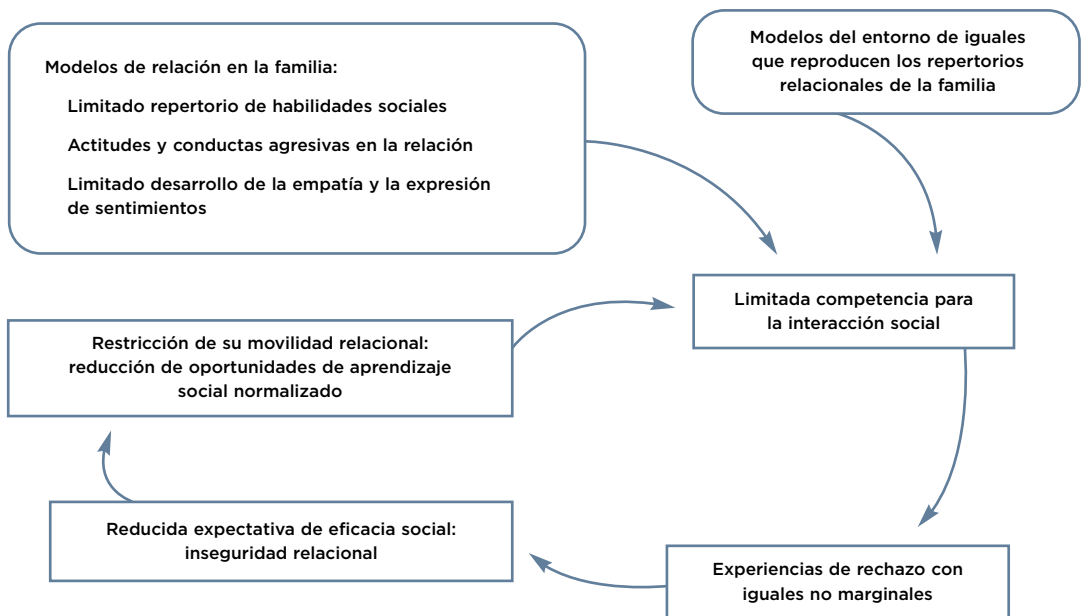 Modelos de relación en la familia:
Limitado repertorio de habilidades sociales
Actitudes y conductas agresivas en la relación
Limitado desarrollo de la empatía y la expresión
de sentimientos
Modelos del entorno de iguales
que reproducen los repertorios
relacionales de la familia
Limitada competencia para
la interacción social
Restricción de su movilidad relacional:
reducción de oportunidades de aprendizaje
social normalizado
Reducida expectativa de eficacia social:
inseguridad relacional
Experiencias de rechazo con
iguales no marginales